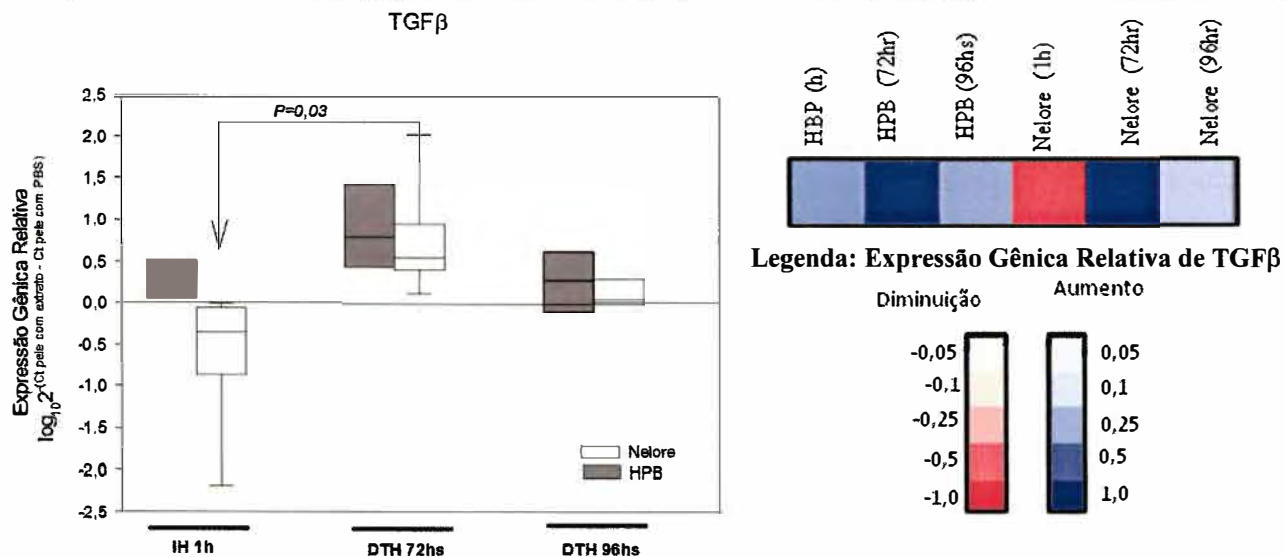 TGFβ
2,5
2,0
1,5
1,0
0,5
0,0
-0,5
-1,0
-1,5
-2,0
-2,5
Expressão Gênica Relativa
log₁₀2^-(Ct pele com extrato - Ct pele com PBS)
P=0,03
Nelore
HPB
IH 1h
DTH 72hs
DTH 96hs
HBP (h)
HPB (72hr)
HPB (96hs)
Nelore (1h)
Nelore (72hr)
Nelore (96hr)
Legenda: Expressão Gênica Relativa de TGFβ
Diminuição
Aumento
-0,05
-0,1
-0,25
-0,5
-1,0
0,05
0,1
0,25
0,5
1,0